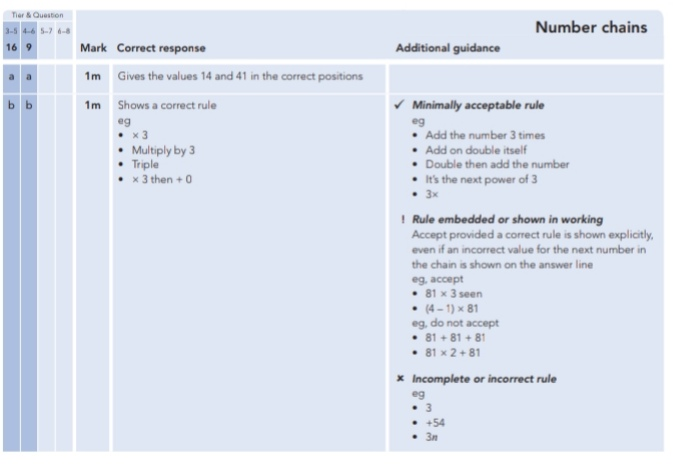 Tier & Question
3–5 4–6 5–7 6–8
Number chains
16 9
Mark Correct response
Additional guidance
a a
1m Gives the values 14 and 41 in the correct positions
b b
1m Shows a correct rule
eg
• × 3
• Multiply by 3
• Triple
• × 3 then + 0
✓ Minimally acceptable rule
eg
• Add the number 3 times
• Add on double itself
• Double then add the number
• It's the next power of 3
• 3×
! Rule embedded or shown in working
Accept provided a correct rule is shown explicitly,
even if an incorrect value for the next number in
the chain is shown on the answer line
eg, accept
• 81 × 3 seen
• (4 – 1) × 81
eg, do not accept
• 81 + 81 + 81
• 81 × 2 + 81
× Incomplete or incorrect rule
eg
• 3
• +54
• 3n